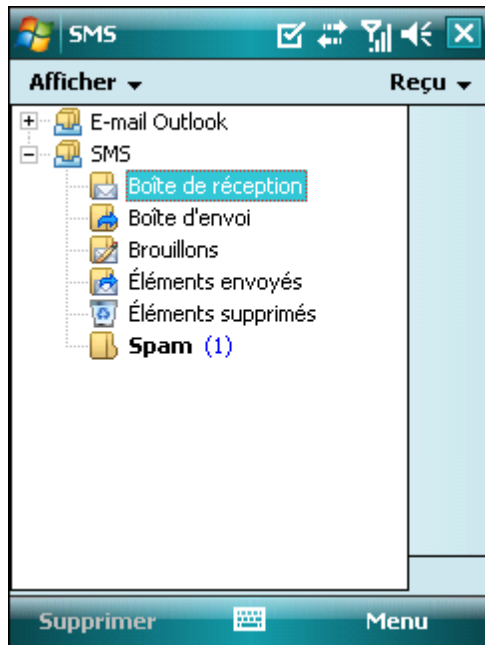 SMS
Afficher Reçu
E-mail Outlook
SMS
Boîte de réception
Boîte d'envoi
Brouillons
Éléments envoyés
Éléments supprimés
Spam (1)
Supprimer Menu